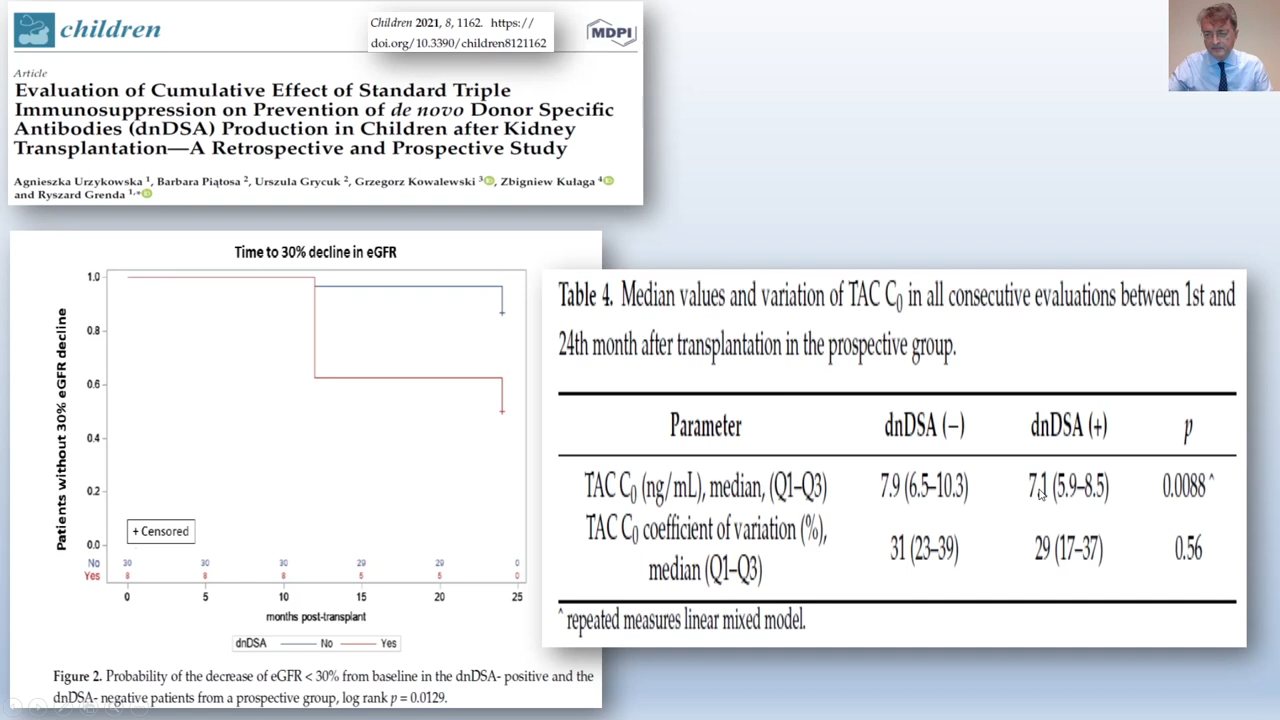 children
Children 2021, 8, 1162. https://
doi.org/10.3390/children8121162
MDPI
Article
Evaluation of Cumulative Effect of Standard Triple
Immunosuppression on Prevention of de novo Donor Specific
Antibodies (dnDSA) Production in Children after Kidney
Transplantation—A Retrospective and Prospective Study
Agnieszka Urzykowska 1, Barbara Piątosa 2, Urszula Grycuk 2, Grzegorz Kowalewski 3, Zbigniew Kułaga 4
and Ryszard Grenda 1,*
Time to 30% decline in eGFR
Patients without 30% eGFR decline
1.0
0.8
0.6
0.4
0.2
0.0
+ Censored
No 30 30 30 29 29 0
Yes 8 8 8 5 5 0
0 5 10 15 20 25
months post-transplant
dnDSA No Yes
Figure 2. Probability of the decrease of eGFR < 30% from baseline in the dnDSA- positive and the
dnDSA- negative patients from a prospective group, log rank p = 0.0129.
Table 4. Median values and variation of TAC C0 in all consecutive evaluations between 1st and
24th month after transplantation in the prospective group.
Parameter dnDSA (−) dnDSA (+) p
TAC C0 (ng/mL), median, (Q1–Q3) 7.9 (6.5–10.3) 7.1 (5.9–8.5) 0.0088 ^
TAC C0 coefficient of variation (%),
median (Q1–Q3) 31 (23–39) 29 (17–37) 0.56
^ repeated measures linear mixed model.